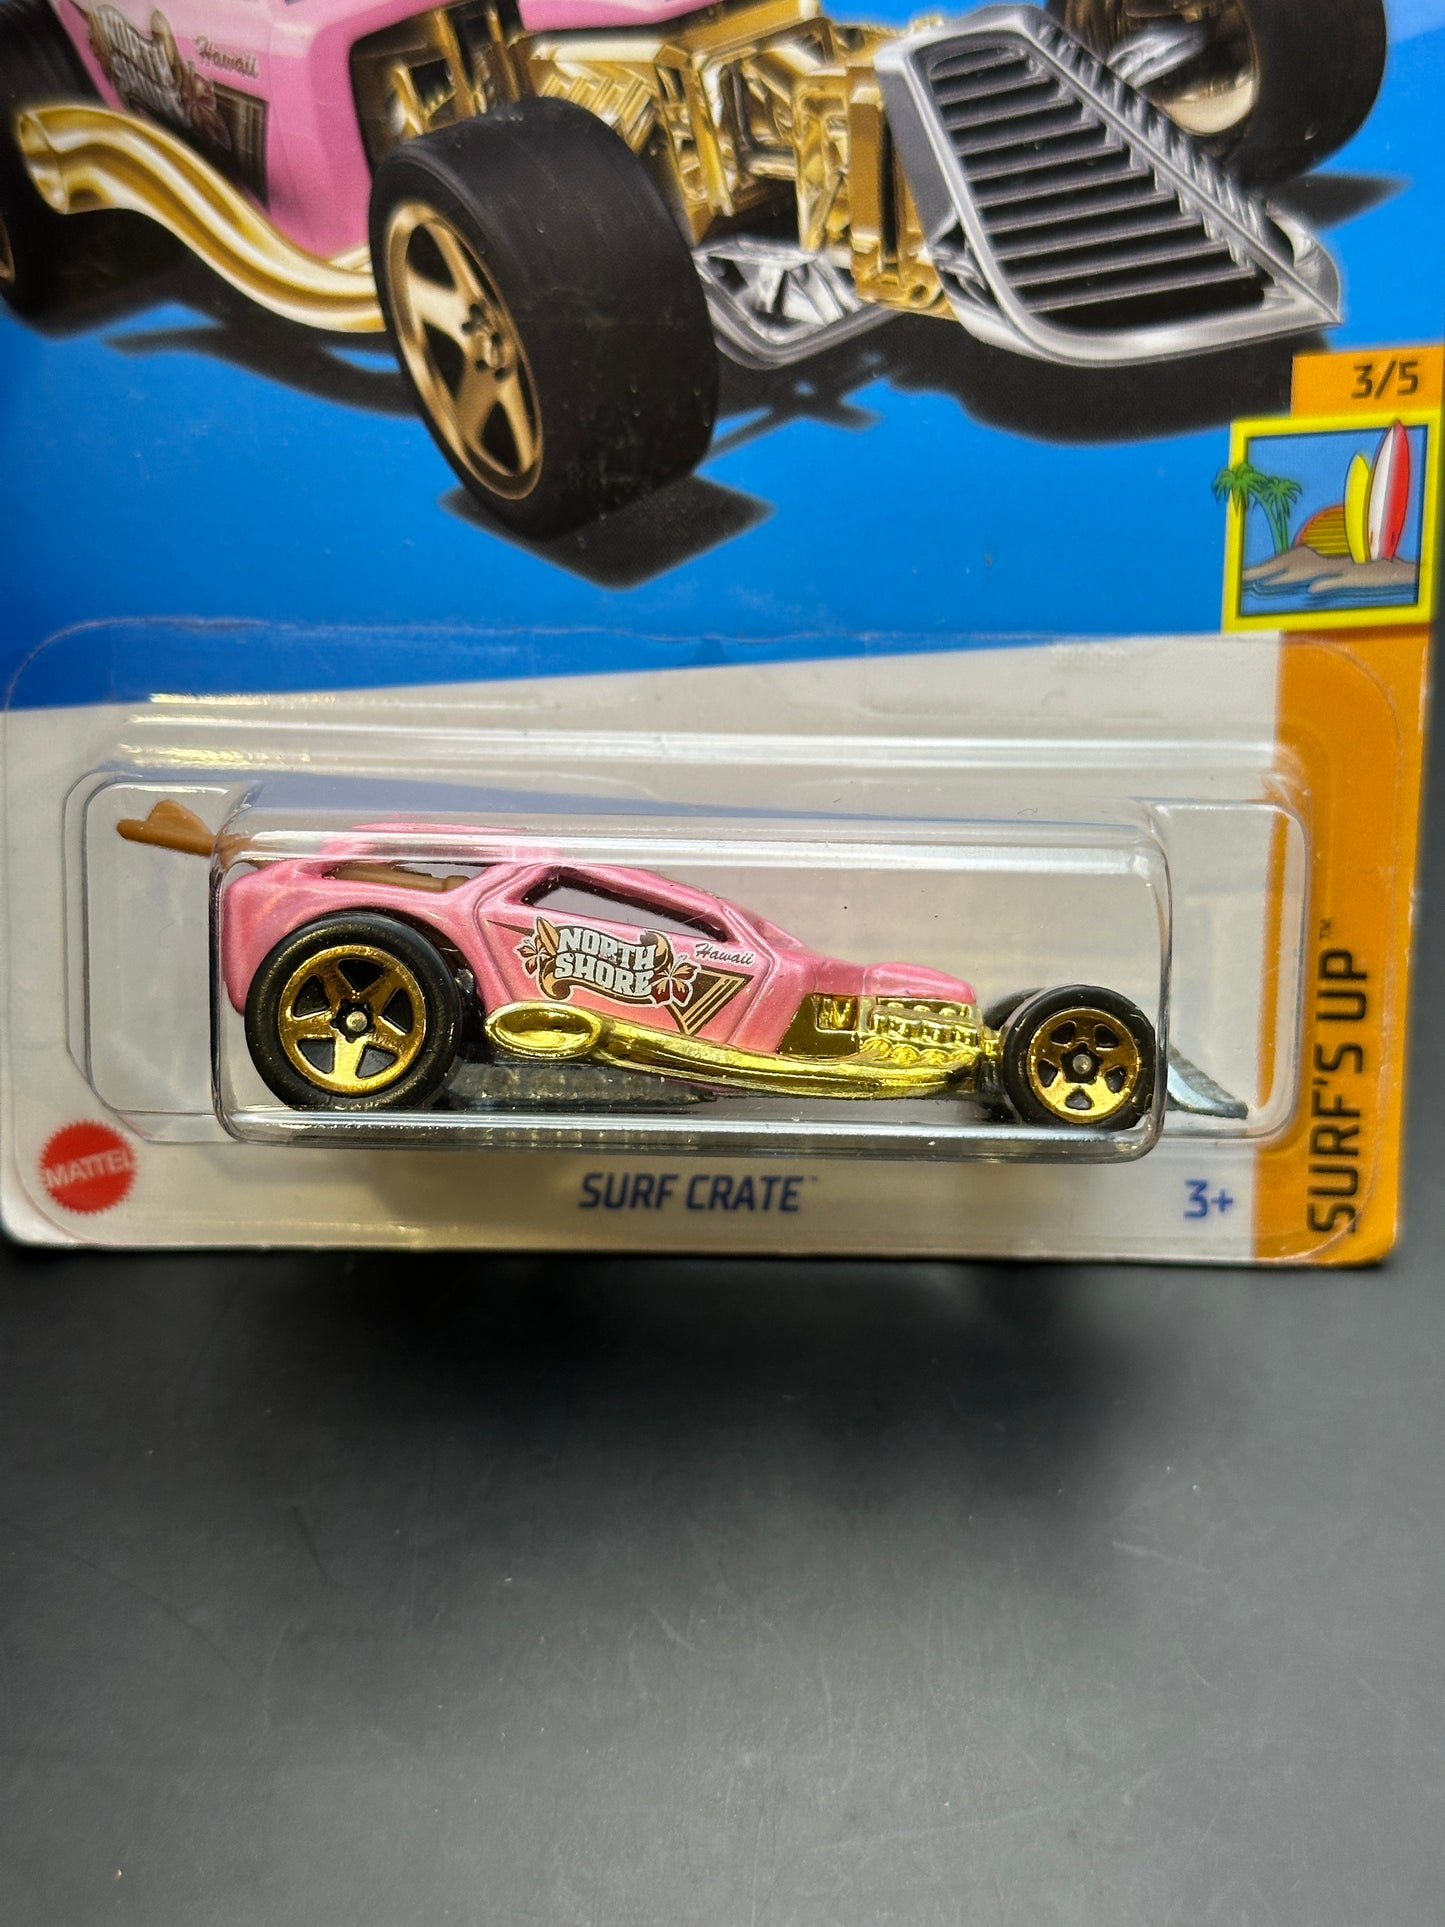 NORTH
SHORE
Hawaii
3/5
NORTH
SHORE
Hawaii
MATTEL
SURF CRATE™
3+
SURF'S UP™